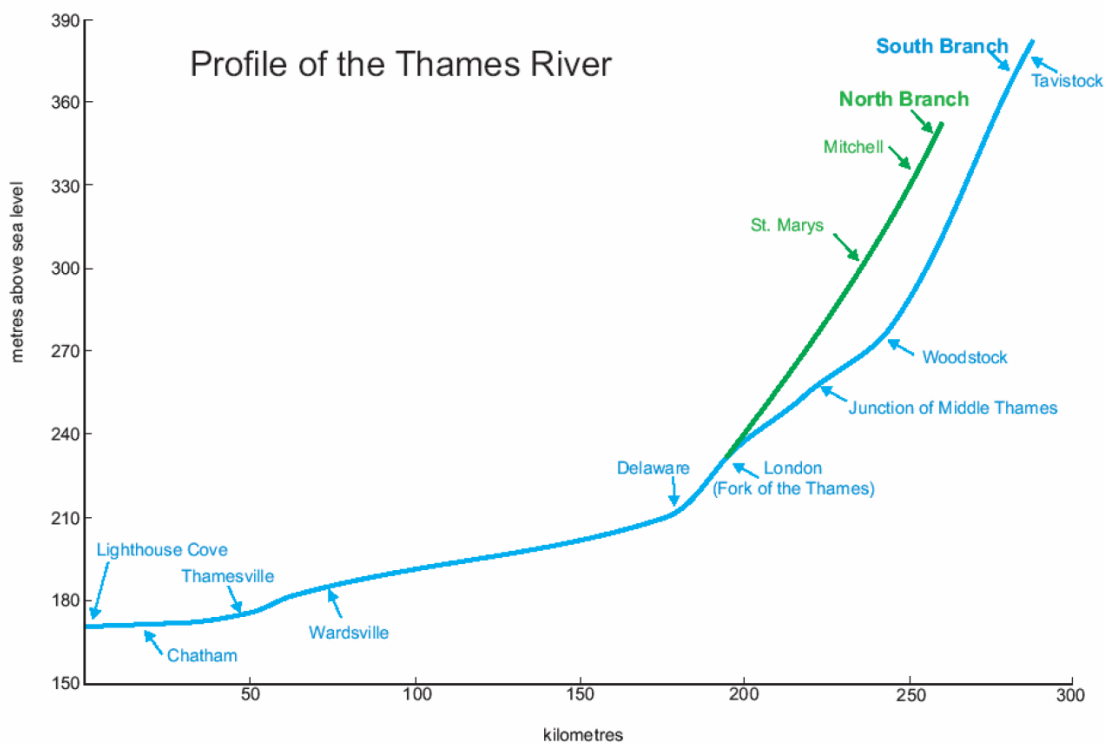 Profile of the Thames River
390
360
330
300
270
240
210
180
150
metres above sea level
South Branch
Tavistock
North Branch
Mitchell
St. Marys
Woodstock
Junction of Middle Thames
Delaware
London
(Fork of the Thames)
Lighthouse Cove
Thamesville
Wardsville
Chatham
50
100
150
200
250
300
kilometres